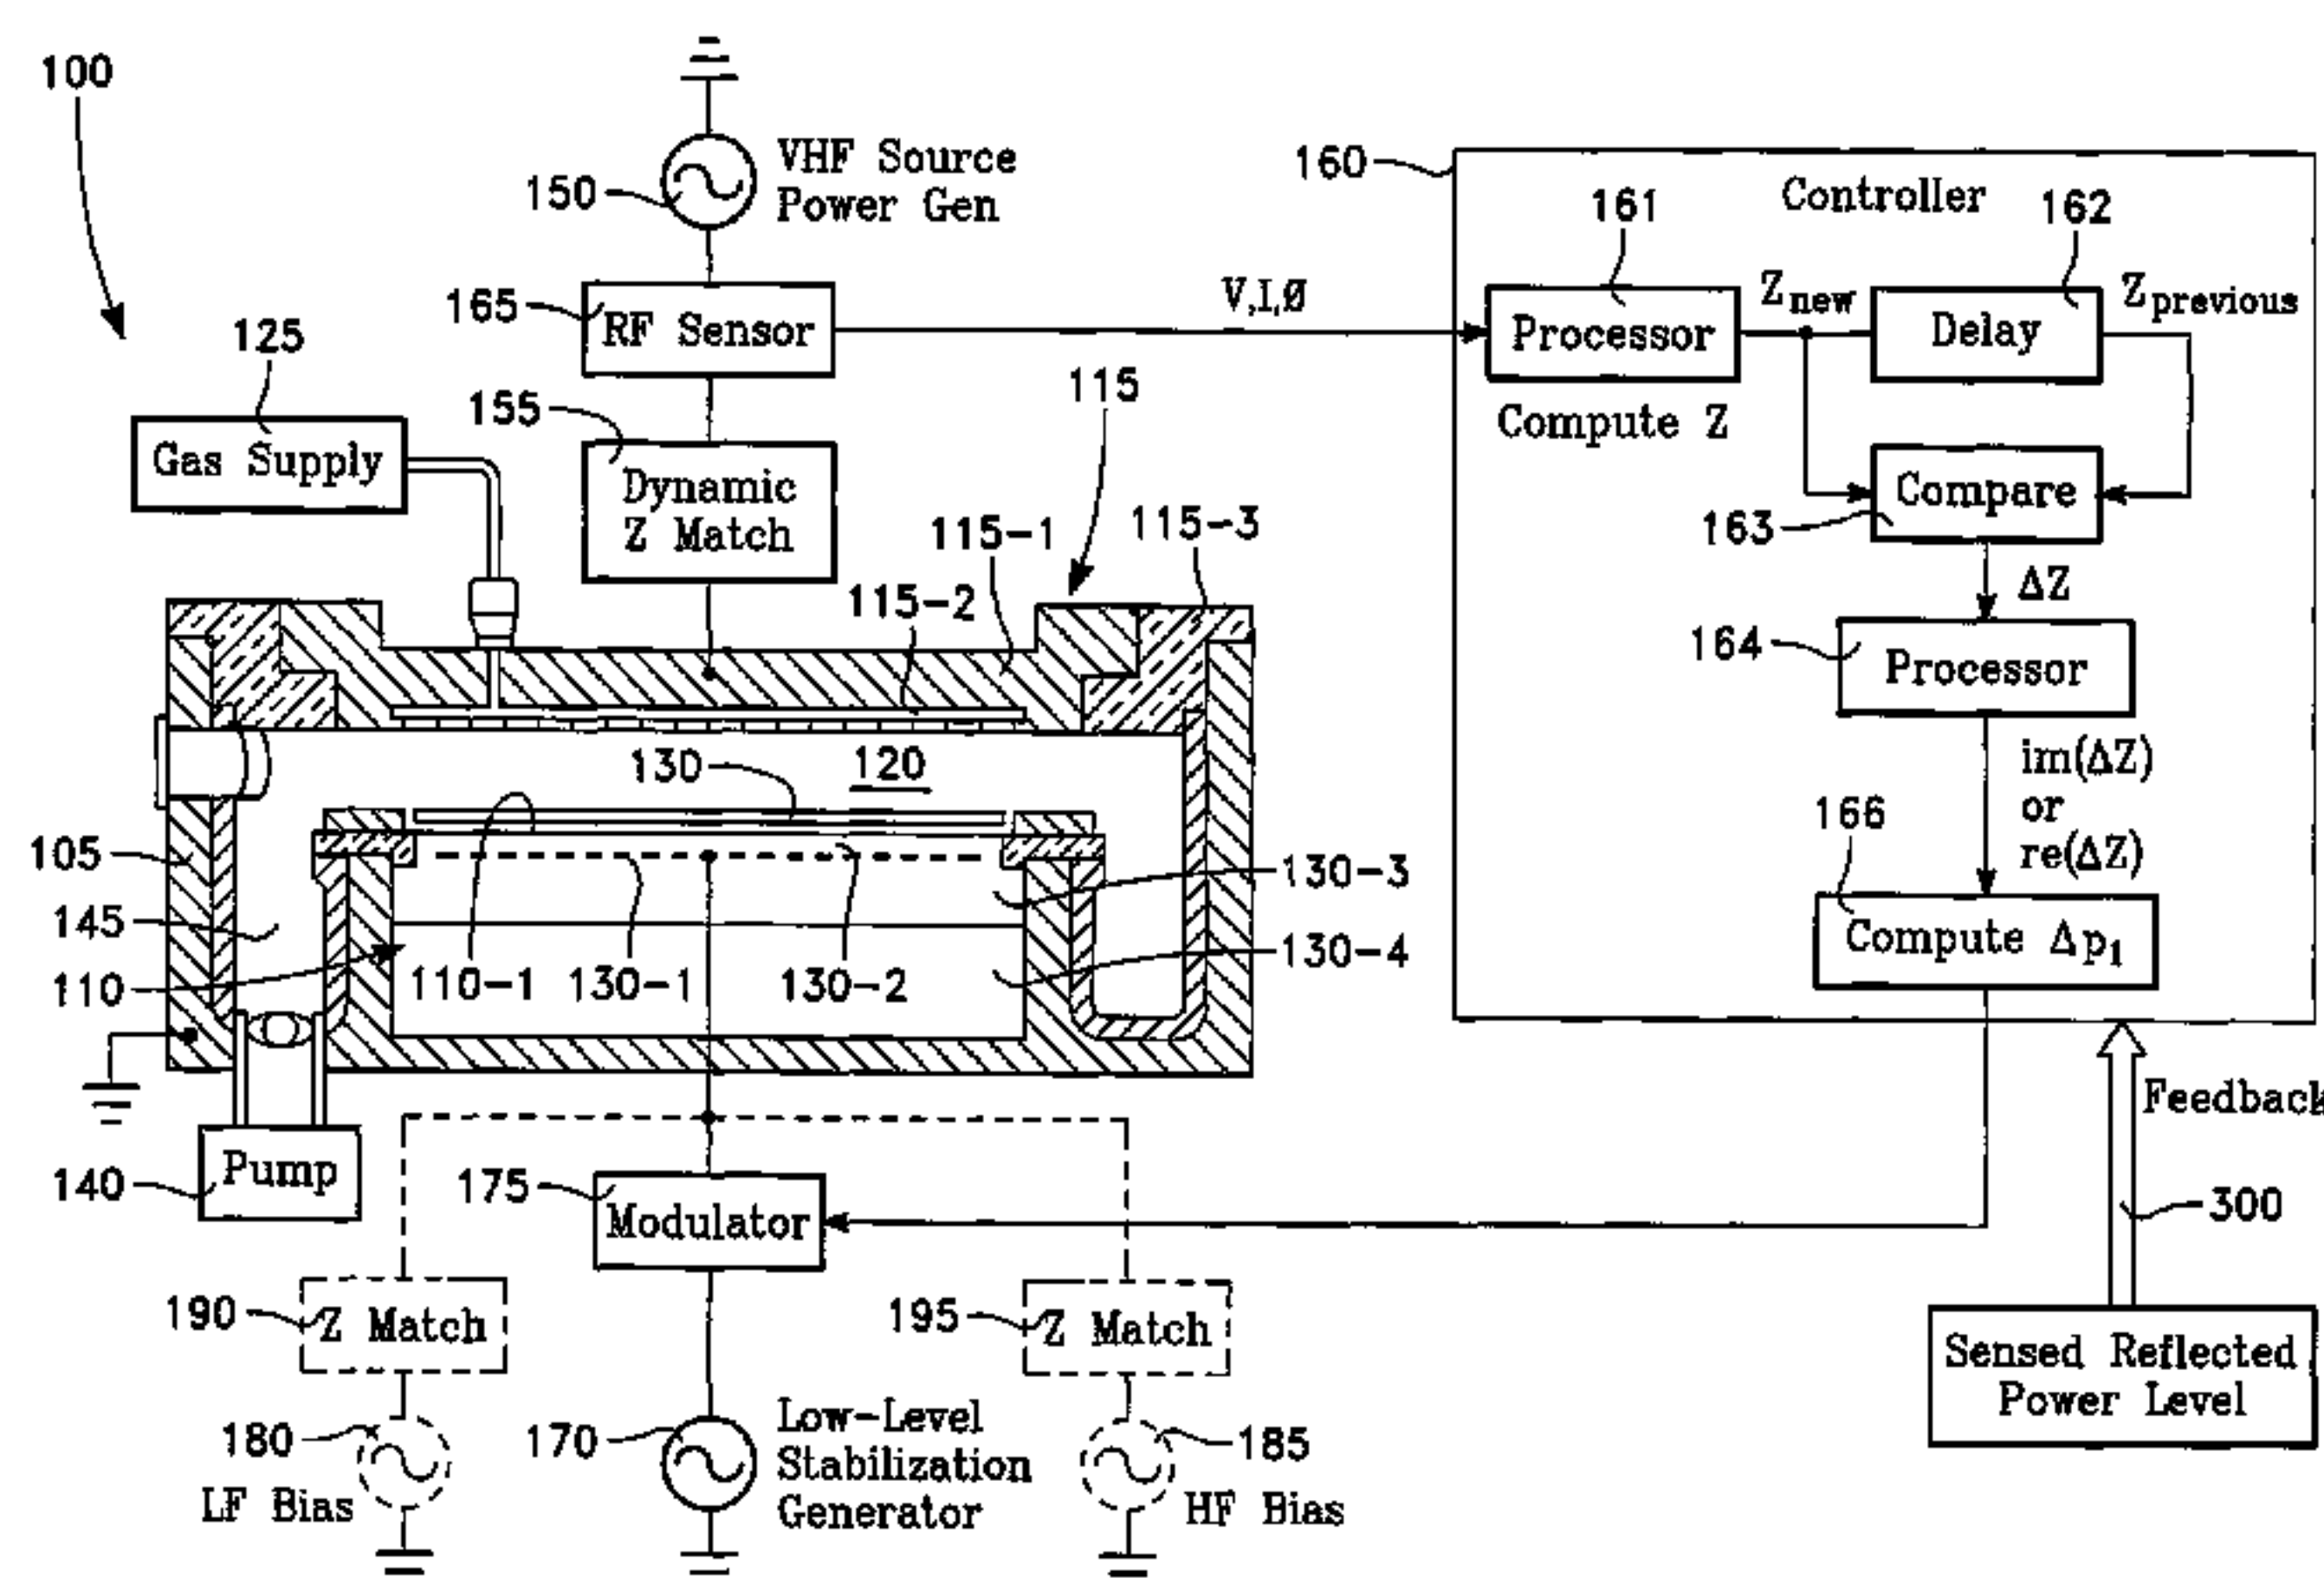 100
VHF Source
Power Gen
150
160
Controller
161
162
165
RF Sensor
V,I,Ø
Processor
Znew
Delay
Zprevious
Compute Z
125
Gas Supply
155
Dynamic
Z Match
115
Compare
163
115-1
115-3
115-2
ΔZ
164
Processor
im(ΔZ)
or
re(ΔZ)
130
120
166
Compute Δp1
105
130-3
145
130-4
110
110-1
130-1
130-2
Feedback
140
Pump
175
Modulator
300
190
Z Match
195
Z Match
Sensed Reflected
Power Level
180
LF Bias
170
Low-Level
Stabilization
Generator
185
HF Bias